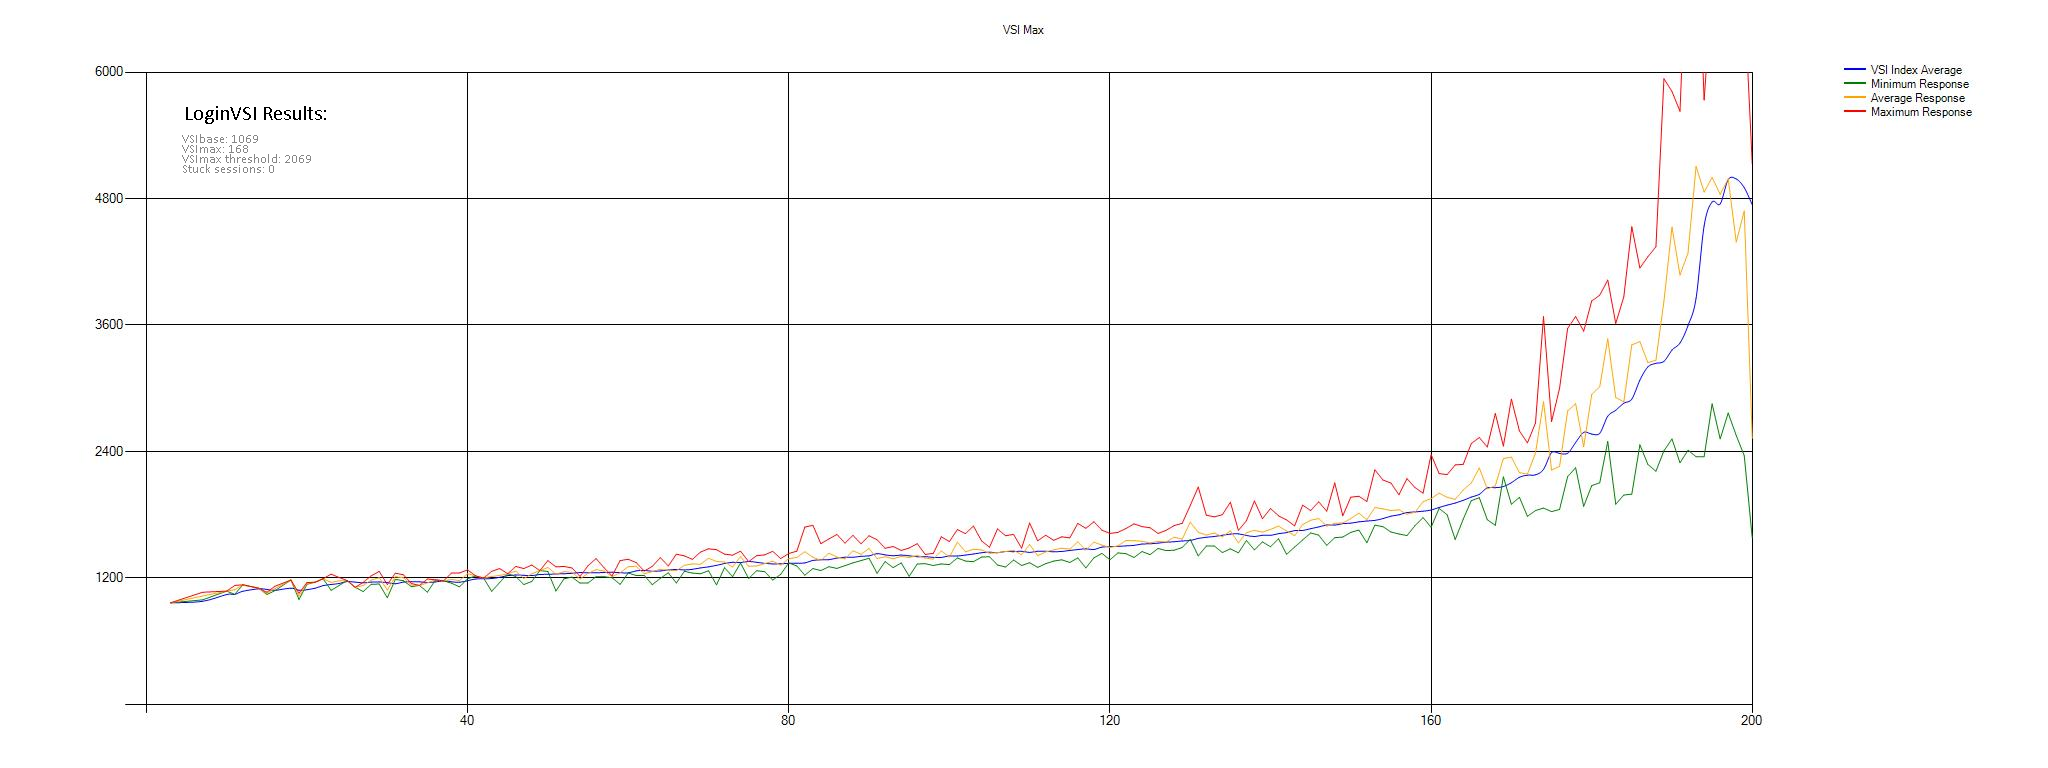 VSI Max
6000
4800
3600
2400
1200
40
80
120
160
200
LoginVSI Results:
VSIbase: 1069
VSImax: 168
VSImax threshold: 2069
Stuck sessions: 0
VSI Index Average
Minimum Response
Average Response
Maximum Response